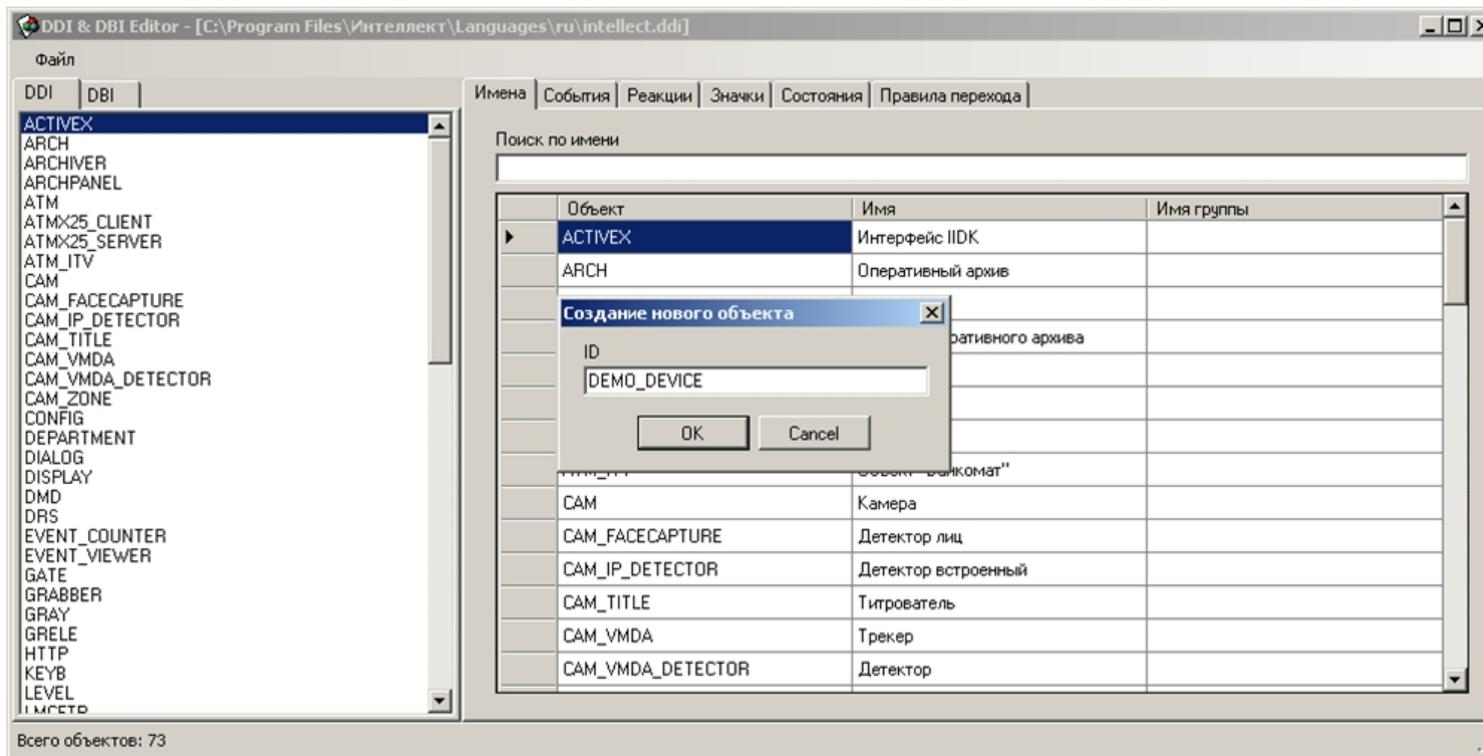 DDI & DBI Editor - [C:\Program Files\Интеллект\Languages\ru\intellect.ddi]
Файл
DDI DBI
ACTIVEX
ARCH
ARCHIVER
ARCHPANEL
ATM
ATMX25_CLIENT
ATMX25_SERVER
ATM_ITV
CAM
CAM_FACECAPTURE
CAM_IP_DETECTOR
CAM_TITLE
CAM_VMDA
CAM_VMDA_DETECTOR
CAM_ZONE
CONFIG
DEPARTMENT
DIALOG
DISPLAY
DMD
DRS
EVENT_COUNTER
EVENT_VIEWER
GATE
GRABBER
GRAY
GRELE
HTTP
KEYB
LEVEL
Имена События Реакции Значки Состояния Правила перехода
Поиск по имени
Объект Имя Имя группы
ACTIVEX Интерфейс IIDK
ARCH Оперативный архив
Создание нового объекта
ID
DEMO_DEVICE
OK Cancel
CAM Камера
CAM_FACECAPTURE Детектор лиц
CAM_IP_DETECTOR Детектор встроенный
CAM_TITLE Титрователь
CAM_VMDA Трекер
CAM_VMDA_DETECTOR Детектор
Всего объектов: 73